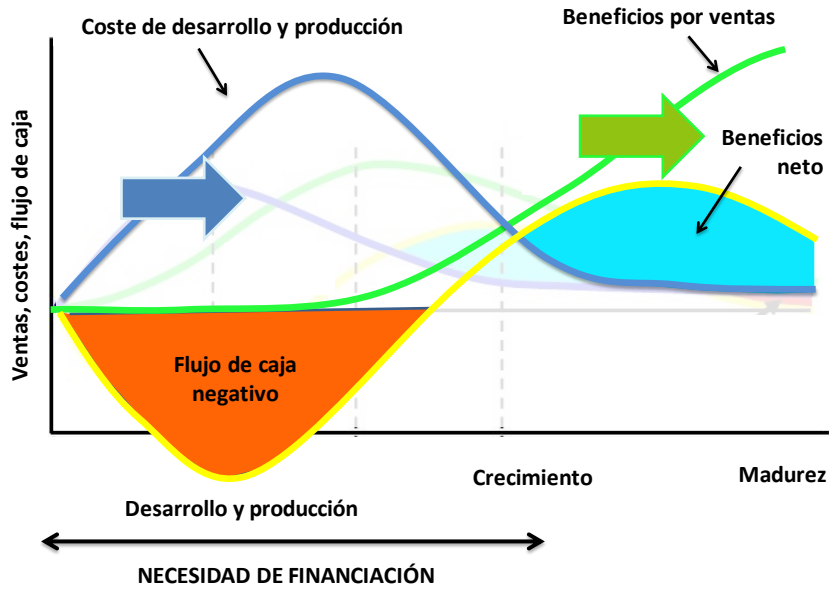 Coste de desarrollo y producción
Beneficios por ventas
Beneficios
neto
Ventas, costes, flujo de caja
Flujo de caja
negativo
Crecimiento
Madurez
Desarrollo y producción
NECESIDAD DE FINANCIACIÓN